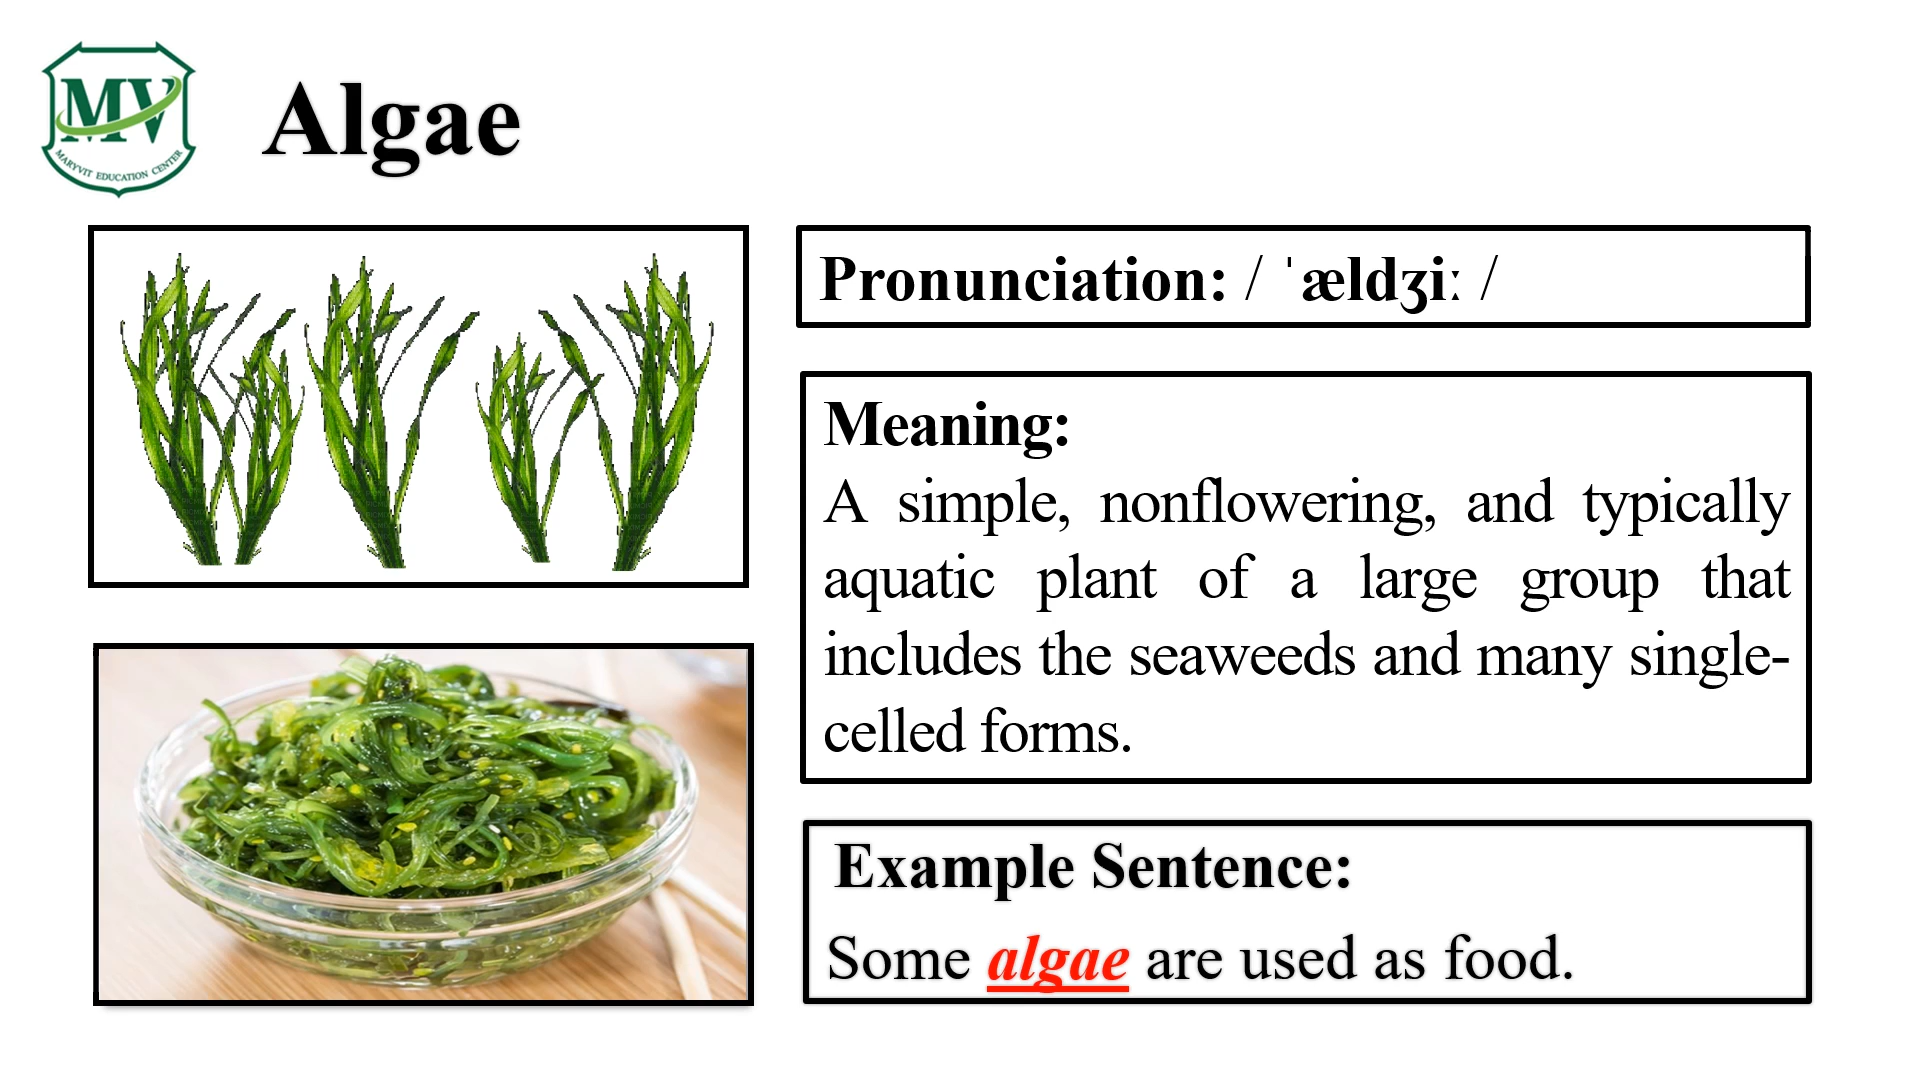 MV
MARYVIT EDUCATION CENTER
Algae
Pronunciation: / ˈældʒiː /
Meaning:
A simple, nonflowering, and typically
aquatic plant of a large group that
includes the seaweeds and many single-
celled forms.
Example Sentence:
Some algae are used as food.